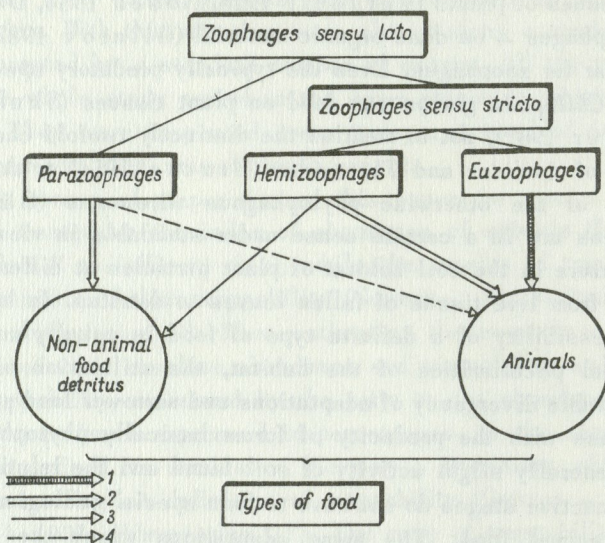 Zoophages sensu lato
Zoophages sensu stricto
Parazoophages
Hemizoophages
Euzoophages
Non-animal
food
detritus
Animals
1
2
3
4
Types of food